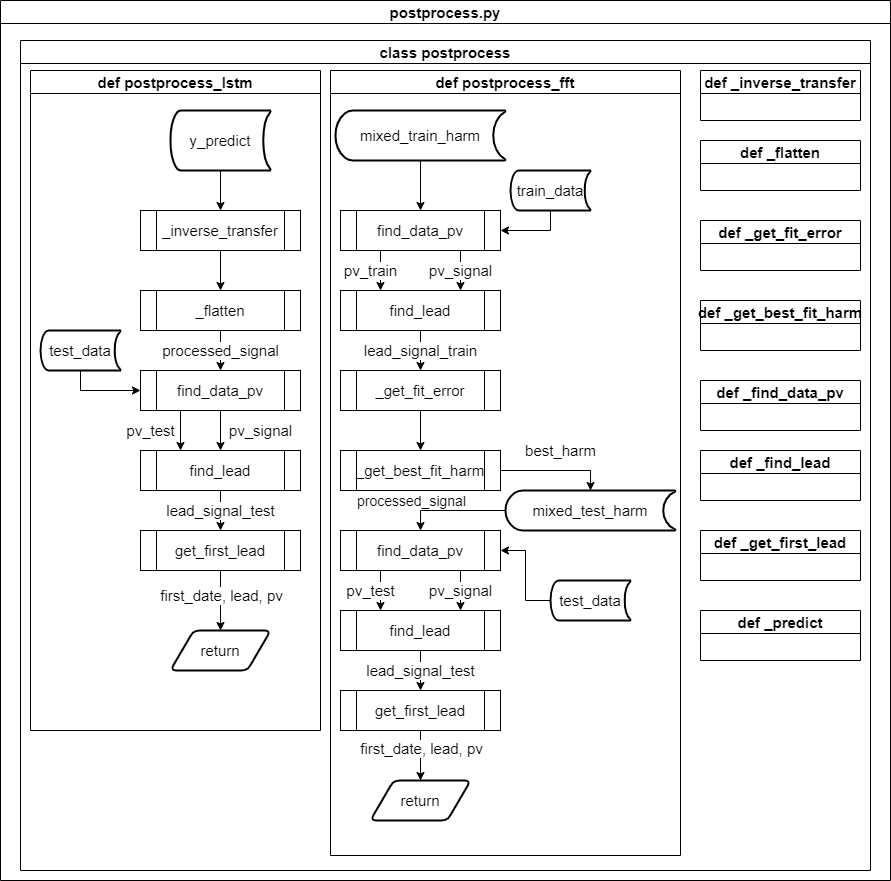 postprocess.py
class postprocess
def postprocess_lstm
y_predict
_inverse_transfer
_flatten
processed_signal
test_data
find_data_pv
pv_test
pv_signal
find_lead
lead_signal_test
get_first_lead
first_date, lead, pv
return
def postprocess_fft
mixed_train_harm
train_data
find_data_pv
pv_train
pv_signal
find_lead
lead_signal_train
_get_fit_error
_get_best_fit_harm
best_harm
processed_signal
mixed_test_harm
find_data_pv
pv_test
pv_signal
test_data
find_lead
lead_signal_test
get_first_lead
first_date, lead, pv
return
def _inverse_transfer
def _flatten
def _get_fit_error
def _get_best_fit_harm
def _find_data_pv
def _find_lead
def _get_first_lead
def _predict